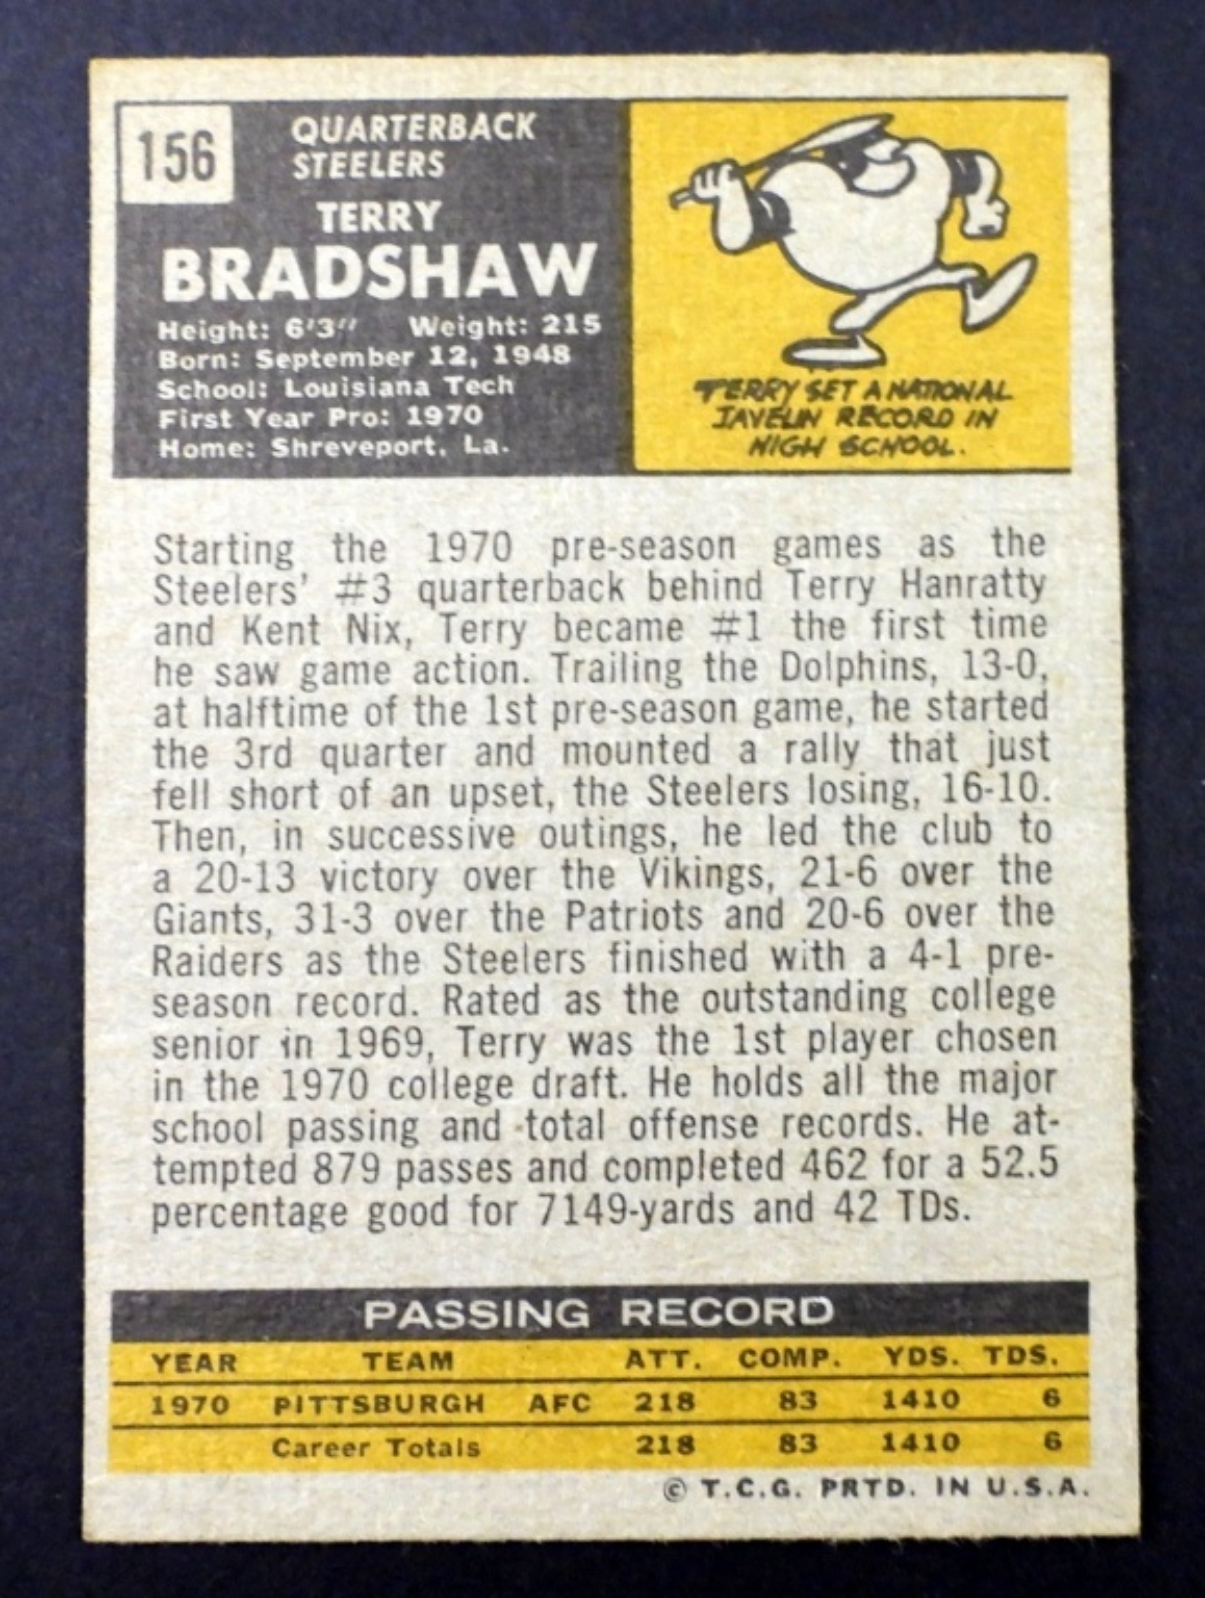 156
QUARTERBACK
STEELERS
TERRY
BRADSHAW
Height: 6'3" Weight: 215
Born: September 12, 1948
School: Louisiana Tech
First Year Pro: 1970
Home: Shreveport, La.
TERRY SET A NATIONAL
JAVELIN RECORD IN
HIGH SCHOOL.
Starting the 1970 pre-season games as the
Steelers' #3 quarterback behind Terry Hanratty
and Kent Nix, Terry became #1 the first time
he saw game action. Trailing the Dolphins, 13-0,
at halftime of the 1st pre-season game, he started
the 3rd quarter and mounted a rally that just
fell short of an upset, the Steelers losing, 16-10.
Then, in successive outings, he led the club to
a 20-13 victory over the Vikings, 21-6 over the
Giants, 31-3 over the Patriots and 20-6 over the
Raiders as the Steelers finished with a 4-1 pre-
season record. Rated as the outstanding college
senior in 1969, Terry was the 1st player chosen
in the 1970 college draft. He holds all the major
school passing and total offense records. He at-
tempted 879 passes and completed 462 for a 52.5
percentage good for 7149-yards and 42 TDs.
PASSING RECORD
YEAR TEAM ATT. COMP. YDS. TDS.
1970 PITTSBURGH AFC 218 83 1410 6
Career Totals 218 83 1410 6
© T.C.G. PRTD. IN U.S.A.